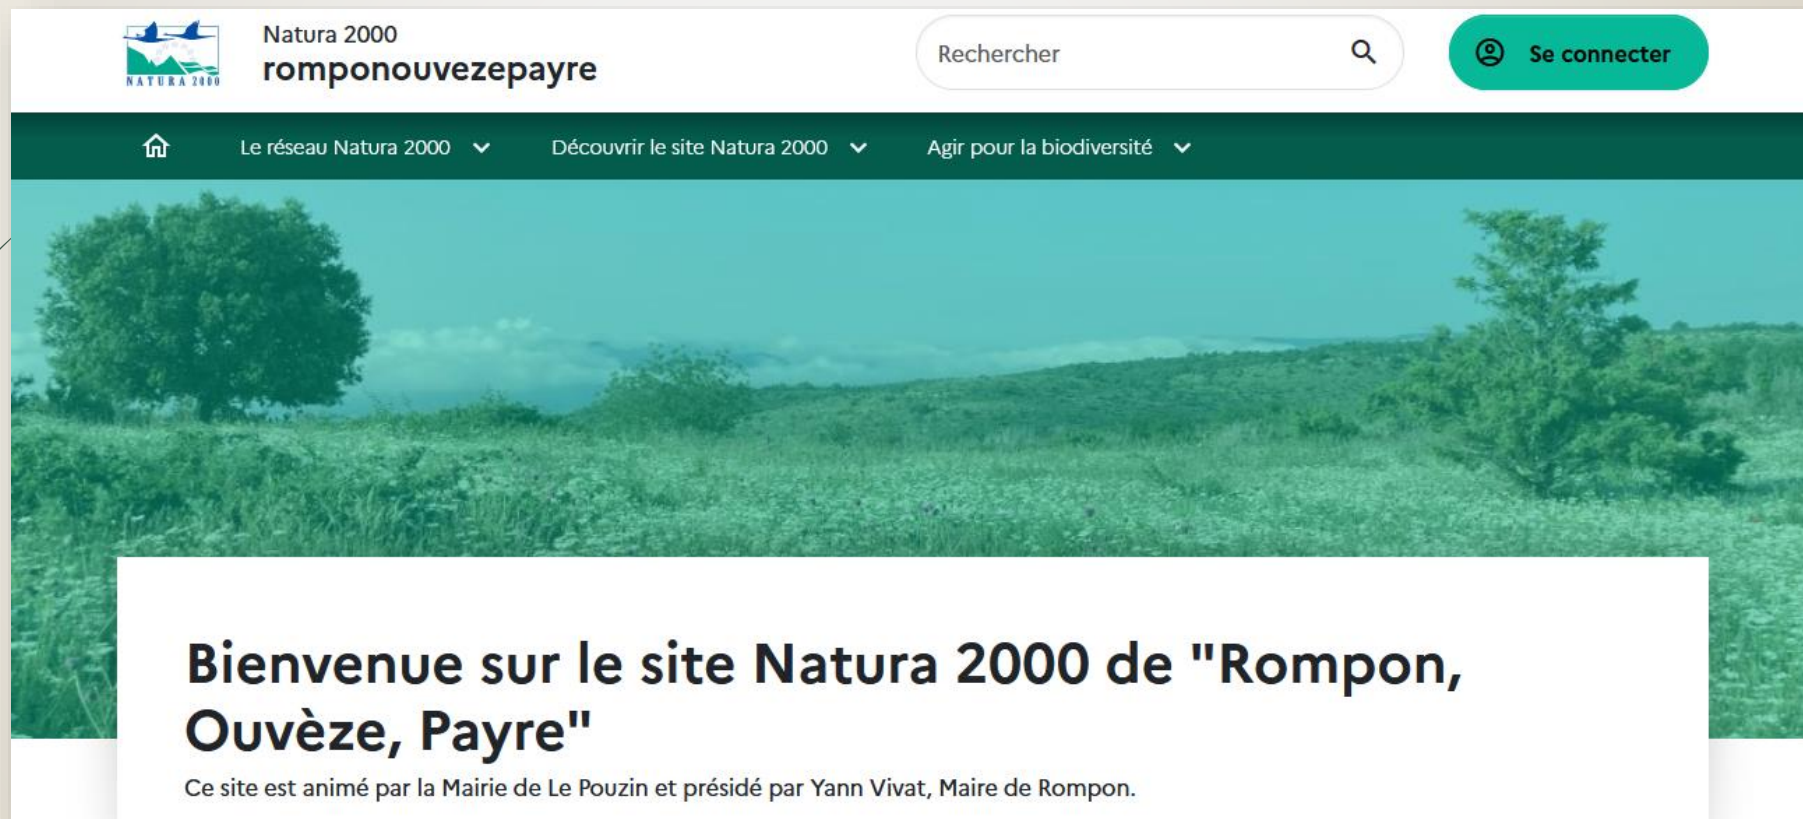 NATURA 2000
Natura 2000
romponouvezepayre
Rechercher
Se connecter
Le réseau Natura 2000
Découvrir le site Natura 2000
Agir pour la biodiversité
Bienvenue sur le site Natura 2000 de "Rompon,
Ouvèze, Payre"
Ce site est animé par la Mairie de Le Pouzin et présidé par Yann Vivat, Maire de Rompon.